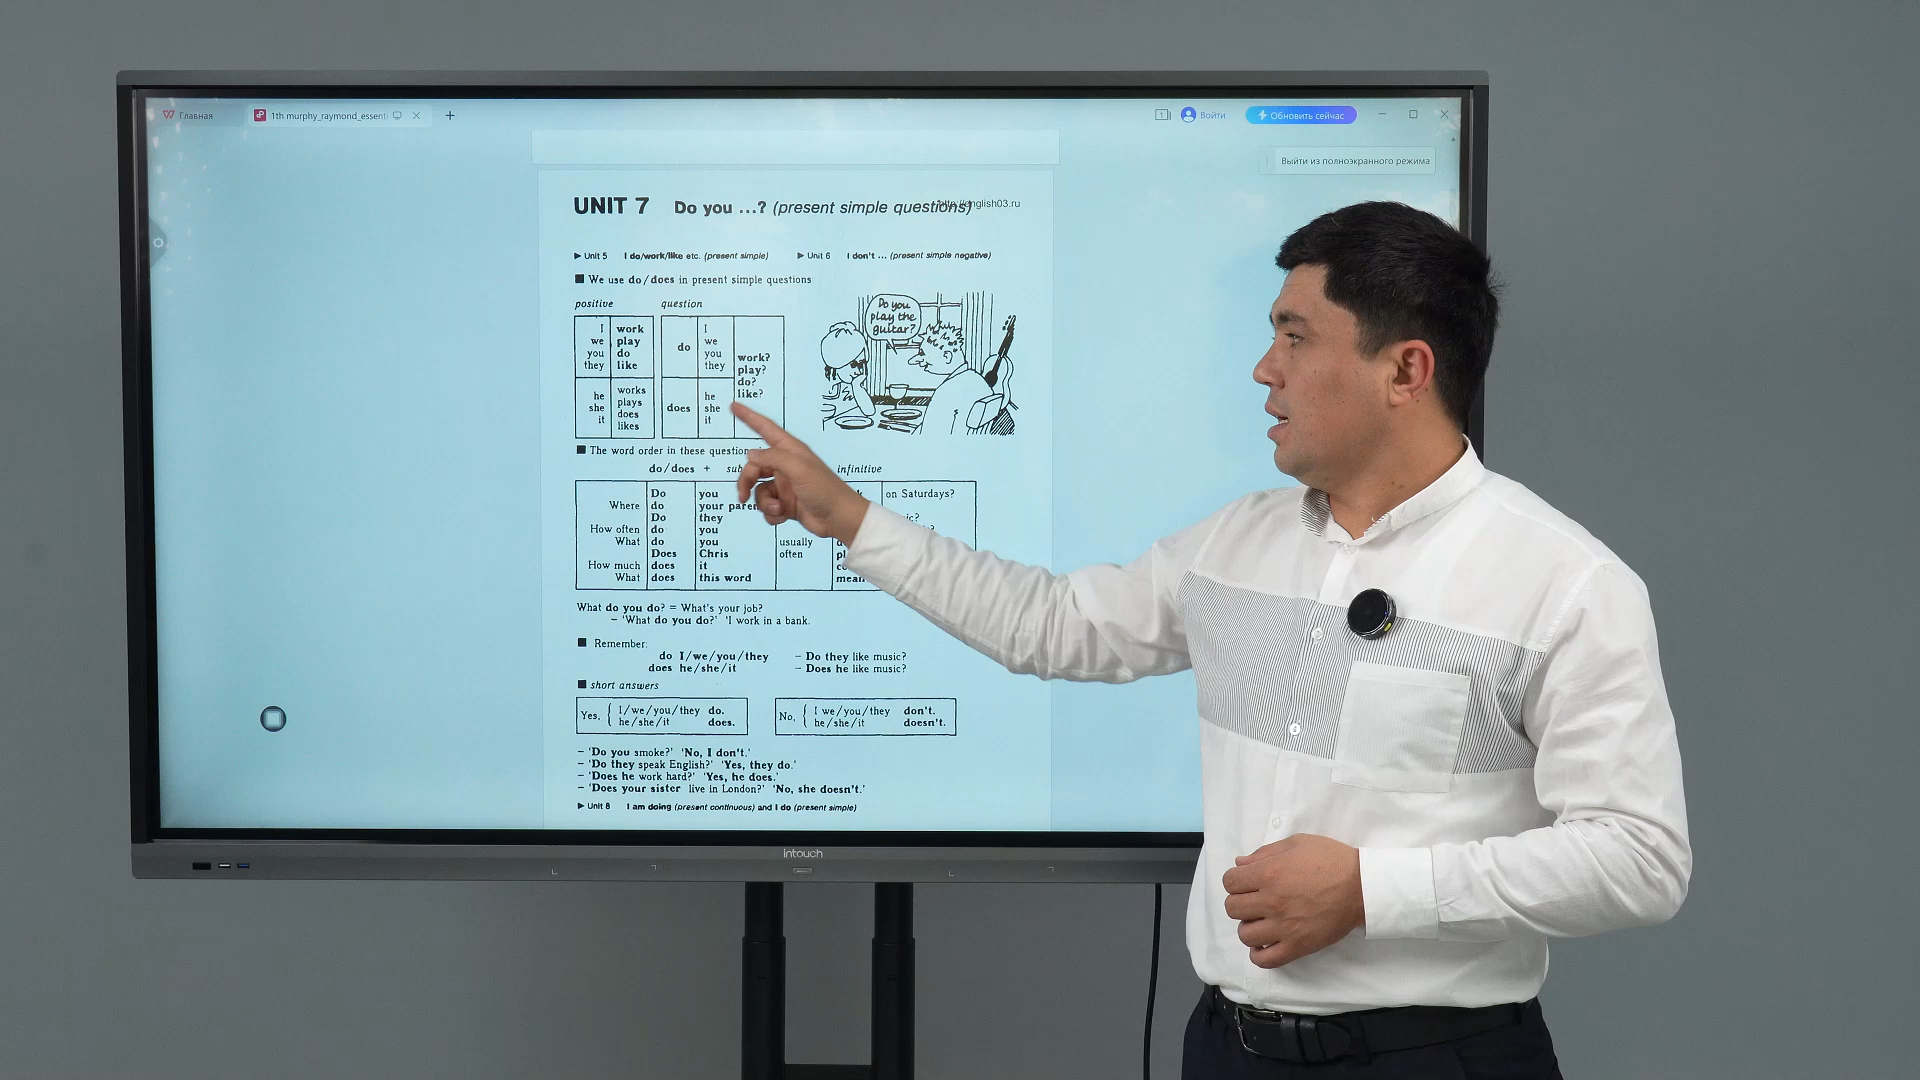 Главная
1th murphy_raymond_essenti
Войти
Обновить сейчас
Выйти из полноэкранного режима
UNIT 7 Do you ...? (present simple questions)
english03.ru
▶ Unit 5 I do/work/like etc. (present simple) ▶ Unit 6 I don't ... (present simple negative)
■ We use do/does in present simple questions
positive question
I work
we play
you do
they like
he works
she plays
it does
likes
do I
we
you
they
does he
she
it
work?
play?
do?
like?
Do you
play the
guitar?
■ The word order in these question
do/does + sub infinitive
Do you on Saturdays?
Where do your paren
Do they
How often do you
What do you usually
Does Chris often pl
How much does it co
What does this word mean
What do you do? = What's your job?
– 'What do you do?' 'I work in a bank.
■ Remember:
do I/we/you/they – Do they like music?
does he/she/it – Does he like music?
■ short answers
Yes, { I/we/you/they do.
he/she/it does.
No, { I we/you/they don't.
he/she/it doesn't.
– 'Do you smoke?' 'No, I don't.'
– 'Do they speak English?' 'Yes, they do.'
– 'Does he work hard?' 'Yes, he does.'
– 'Does your sister live in London?' 'No, she doesn't.'
▶ Unit 8 I am doing (present continuous) and I do (present simple)
intouch